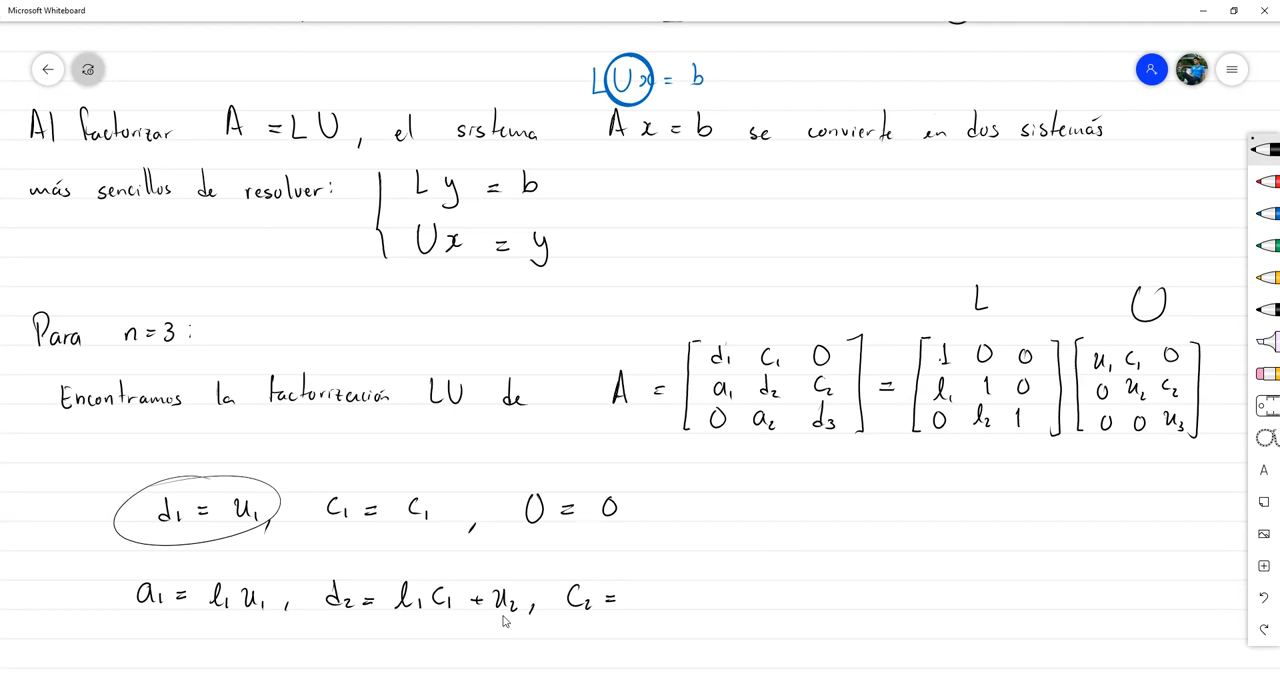 Microsoft Whiteboard
LUx = b
Al factorizar A = LU, el sistema Ax = b se convierte en dos sistemás
más sencillos de resolver: { Ly = b
Ux = y
L U
Para n=3:
Encontramos la factorización LU de A = [d₁ c₁ 0; a₁ d₂ c₂; 0 a₂ d₃] = [1 0 0; l₁ 1 0; 0 l₂ 1] [u₁ c₁ 0; 0 u₂ c₂; 0 0 u₃]
d₁ = u₁, c₁ = c₁, 0 = 0
a₁ = l₁ u₁, d₂ = l₁ c₁ + u₂, c₂ =
A